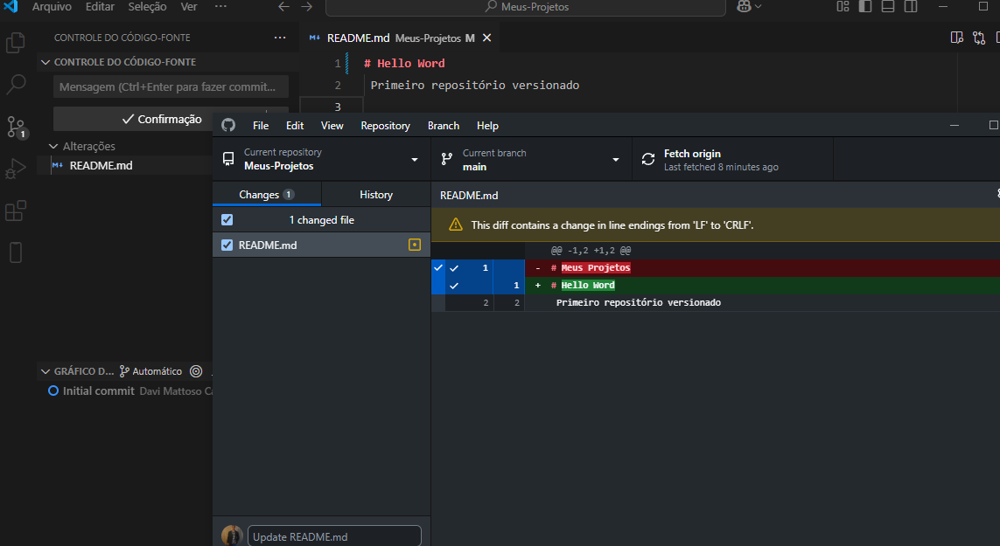 Arquivo Editar Seleção Ver ··· Meus-Projetos
CONTROLE DO CÓDIGO-FONTE ···
CONTROLE DO CÓDIGO-FONTE
Mensagem (Ctrl+Enter para fazer commit...
Confirmação
1
Alterações
M↓ README.md
GRÁFICO D... Automático
Initial commit Davi Mattoso
M↓ README.md Meus-Projetos M
1 # Hello Word
2 Primeiro repositório versionado
3
File Edit View Repository Branch Help
Current repository
Meus-Projetos
Current branch
main
Fetch origin
Last fetched 8 minutes ago
Changes 1 History
1 changed file
README.md
Update README.md
README.md
This diff contains a change in line endings from 'LF' to 'CRLF'.
@@ -1,2 +1,2 @@
1 - # Meus Projetos
1 + # Hello Word
2 2 Primeiro repositório versionado